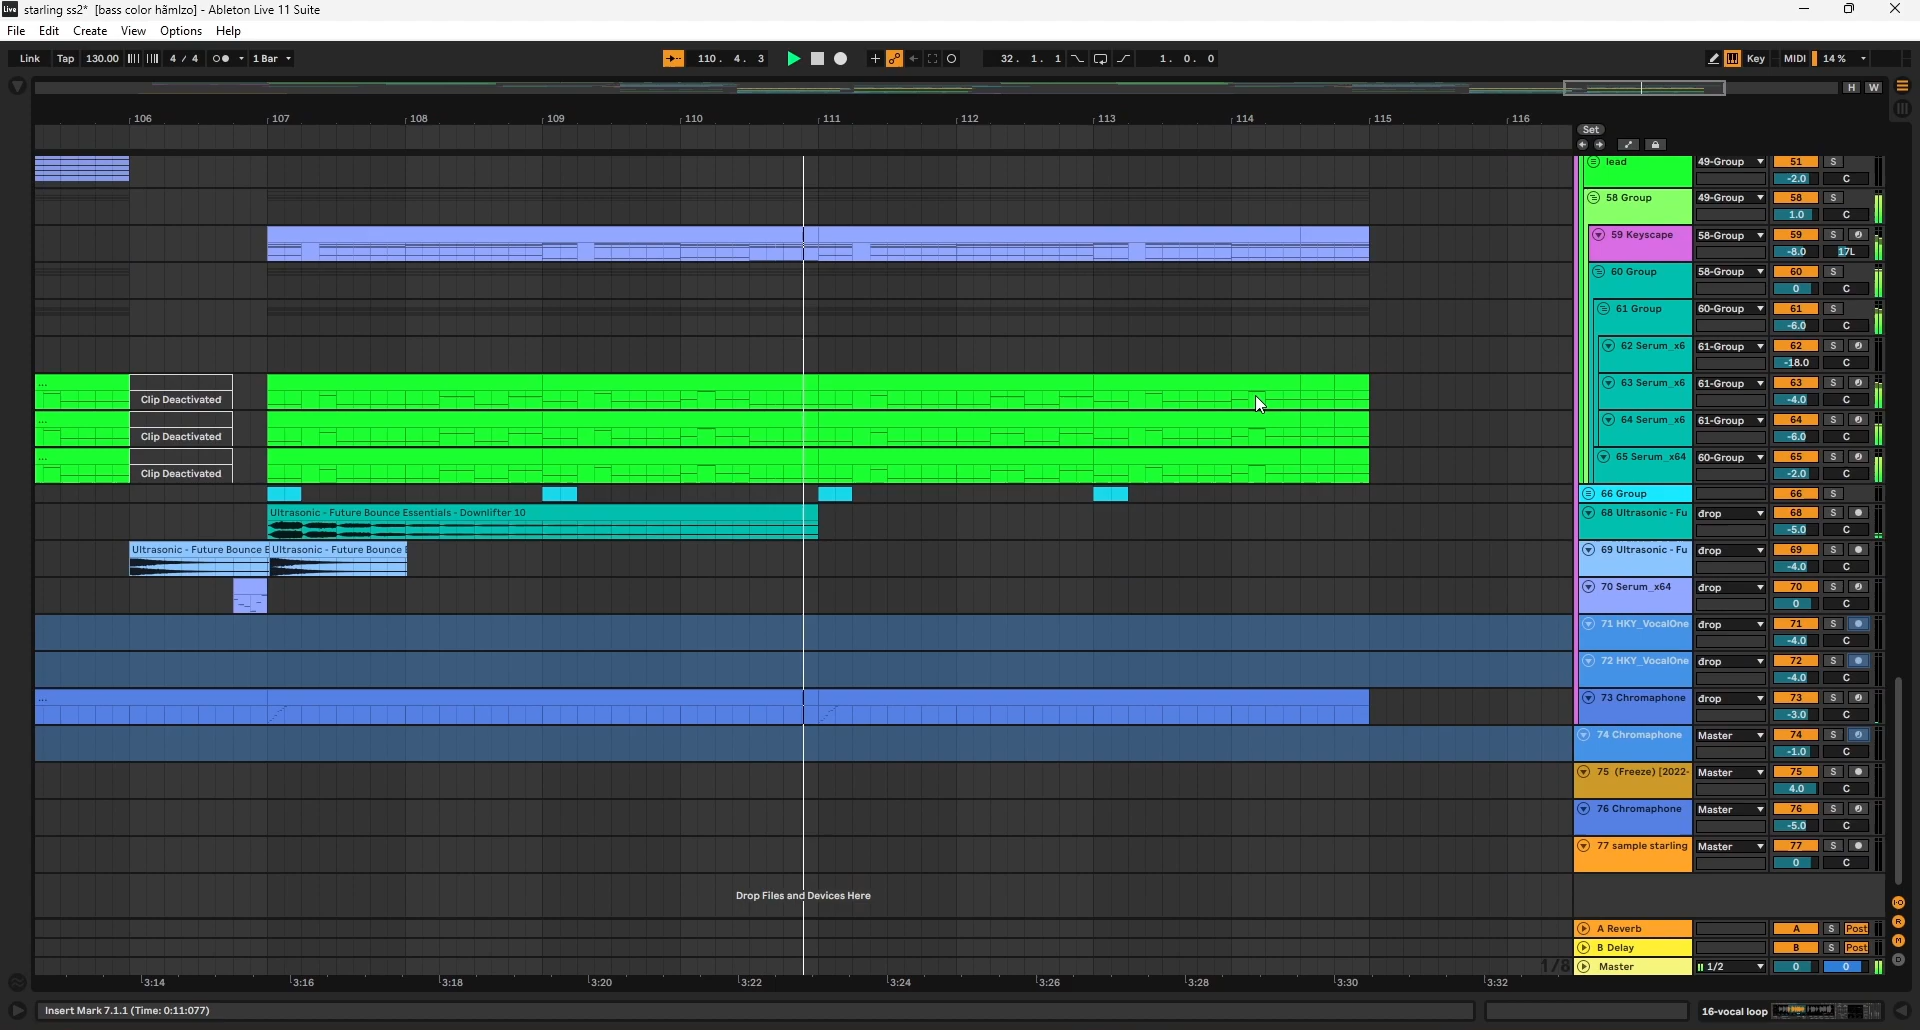 starling ss2* [bass color hãmlzo] - Ableton Live 11 Suite
File Edit Create View Options Help
Link Tap 130.00 4 / 4 1 Bar 110. 4. 3 32. 1. 1 1. 0. 0 Key MIDI 14 %
H W
106 107 108 109 110 111 112 113 114 115 116
Set
lead 49-Group 51 S
-2.0 C
58 Group 49-Group 58 S
1.0 C
59 Keyscape 58-Group 59 S
-8.0 17L
60 Group 58-Group 60 S
0 C
61 Group 60-Group 61 S
-6.0 C
62 Serum_x6 61-Group 62 S
-18.0 C
... 63 Serum_x6 61-Group 63 S
Clip Deactivated -4.0 C
... 64 Serum_x6 61-Group 64 S
Clip Deactivated -6.0 C
... 65 Serum_x64 60-Group 65 S
Clip Deactivated -2.0 C
66 Group 66 S
Ultrasonic - Future Bounce Essentials - Downlifter 10 68 Ultrasonic - Fu drop 68 S
-5.0 C
Ultrasonic - Future Bounce E Ultrasonic - Future Bounce 69 Ultrasonic - Fu drop 69 S
-4.0 C
70 Serum_x64 drop 70 S
0 C
71 HKY_VocalOne drop 71 S
-4.0 C
72 HKY_VocalOne drop 72 S
-4.0 C
... 73 Chromaphone drop 73 S
-3.0 C
74 Chromaphone Master 74 S
-1.0 C
75 (Freeze) [2022- Master 75 S
4.0 C
76 Chromaphone Master 76 S
-5.0 C
77 sample starling Master 77 S
0 C
Drop Files and Devices Here
A Reverb A S Post
B Delay B S Post
1/8 Master 1/2 0 0
3:14 3:16 3:18 3:20 3:22 3:24 3:26 3:28 3:30 3:32
Insert Mark 7.1.1 (Time: 0:11:077) 16-vocal loop